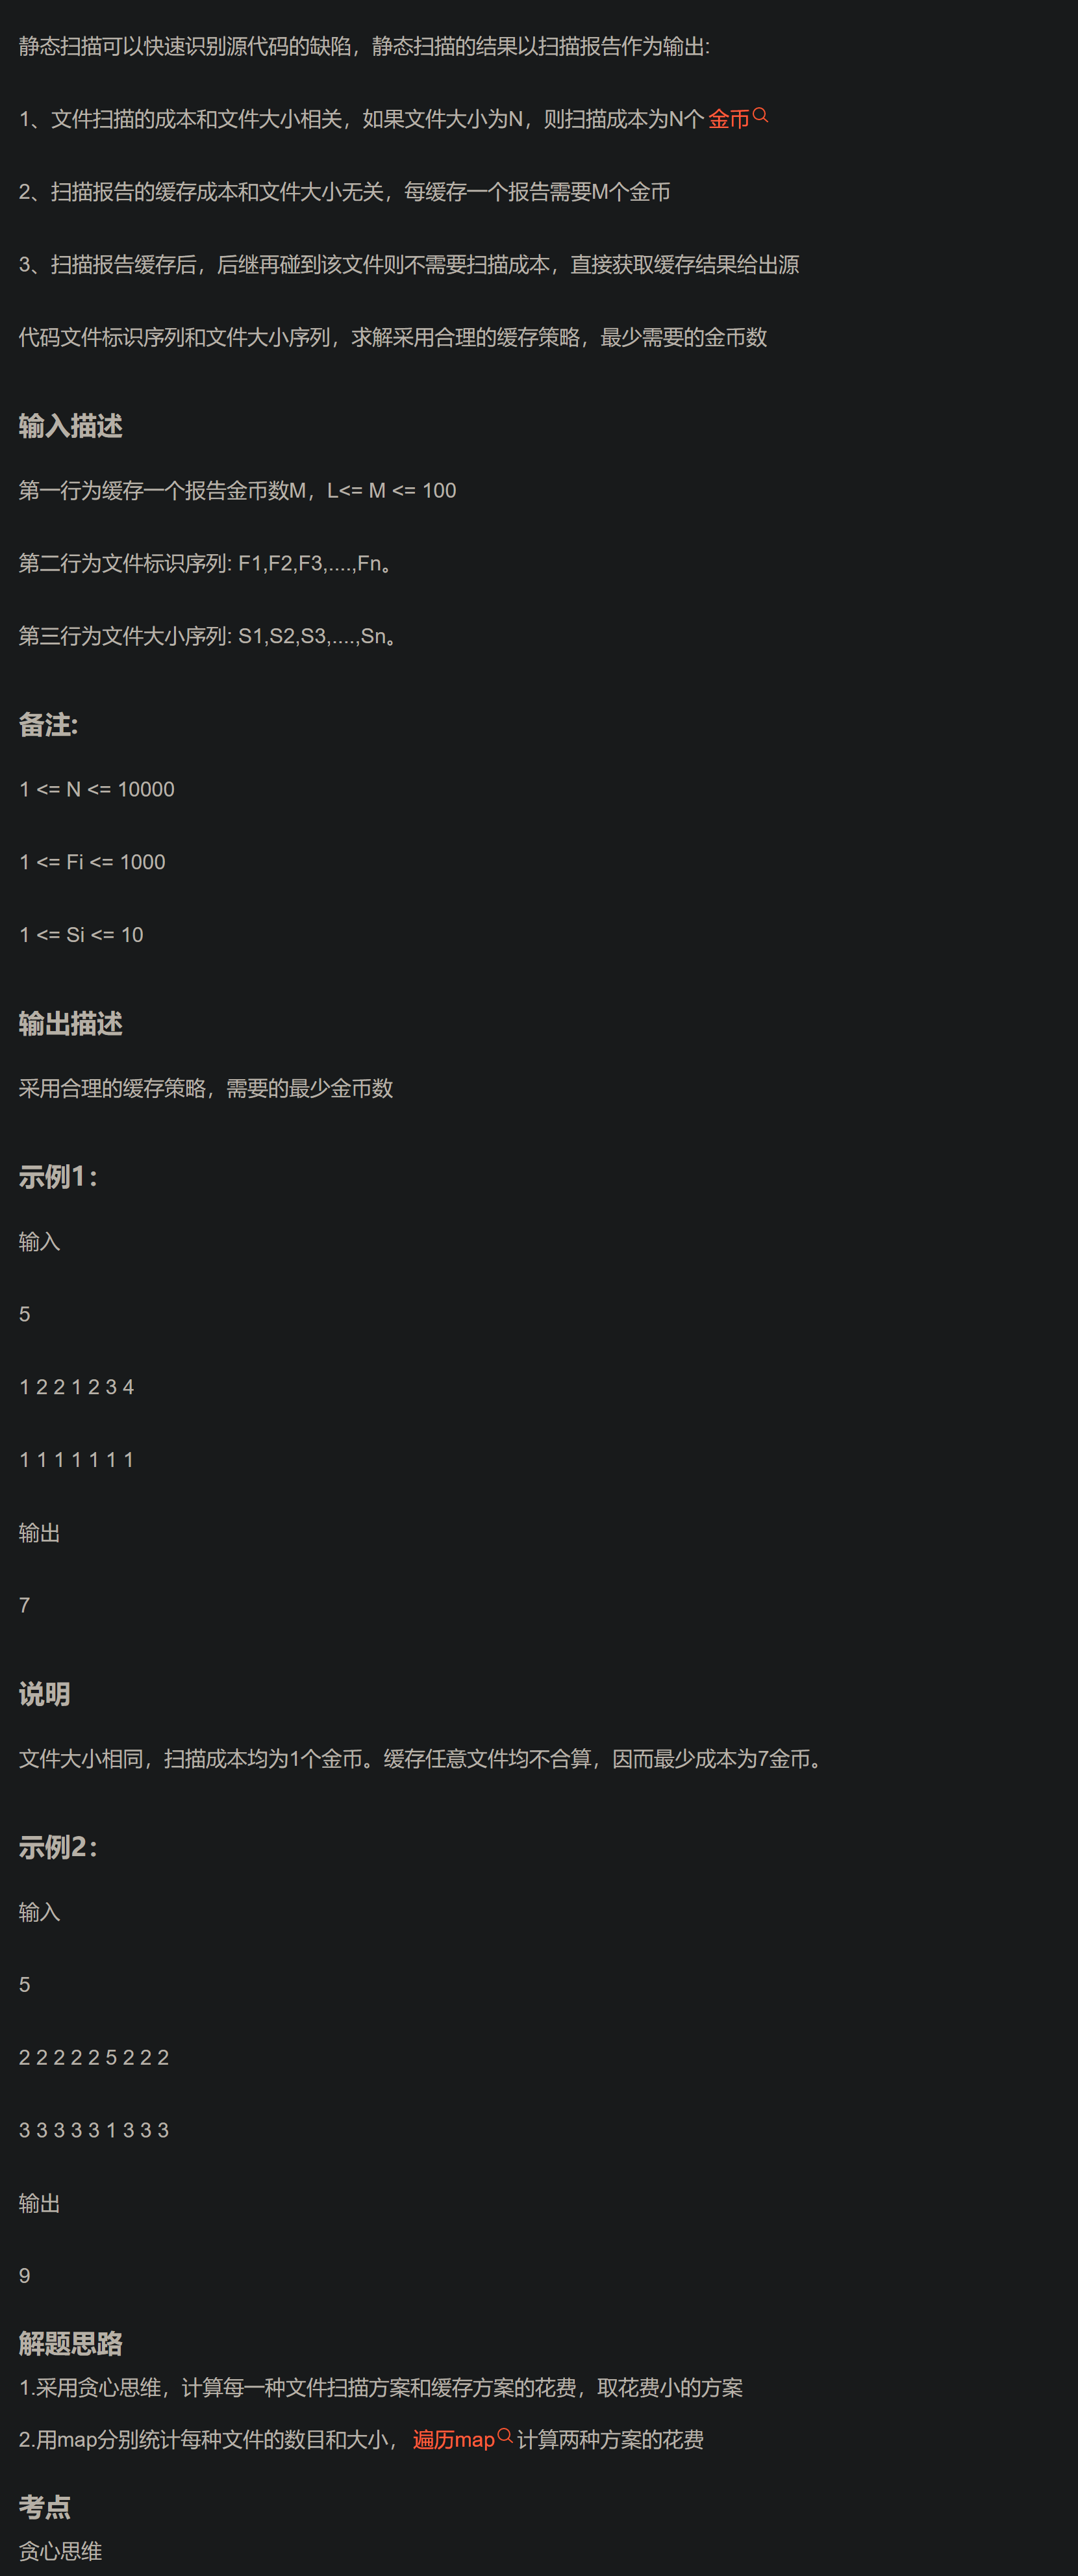 静态扫描可以快速识别源代码的缺陷，静态扫描的结果以扫描报告作为输出:
1、文件扫描的成本和文件大小相关，如果文件大小为N，则扫描成本为N个金币
2、扫描报告的缓存成本和文件大小无关，每缓存一个报告需要M个金币
3、扫描报告缓存后，后继再碰到该文件则不需要扫描成本，直接获取缓存结果给出源
代码文件标识序列和文件大小序列，求解采用合理的缓存策略，最少需要的金币数
输入描述
第一行为缓存一个报告金币数M，L<= M <= 100
第二行为文件标识序列: F1,F2,F3,....,Fn。
第三行为文件大小序列: S1,S2,S3,....,Sn。
备注:
1 <= N <= 10000
1 <= Fi <= 1000
1 <= Si <= 10
输出描述
采用合理的缓存策略，需要的最少金币数
示例1：
输入
5
1 2 2 1 2 3 4
1 1 1 1 1 1 1
输出
7
说明
文件大小相同，扫描成本均为1个金币。缓存任意文件均不合算，因而最少成本为7金币。
示例2：
输入
5
2 2 2 2 2 5 2 2 2
3 3 3 3 3 1 3 3 3
输出
9
解题思路
1.采用贪心思维，计算每一种文件扫描方案和缓存方案的花费，取花费小的方案
2.用map分别统计每种文件的数目和大小，遍历map计算两种方案的花费
考点
贪心思维